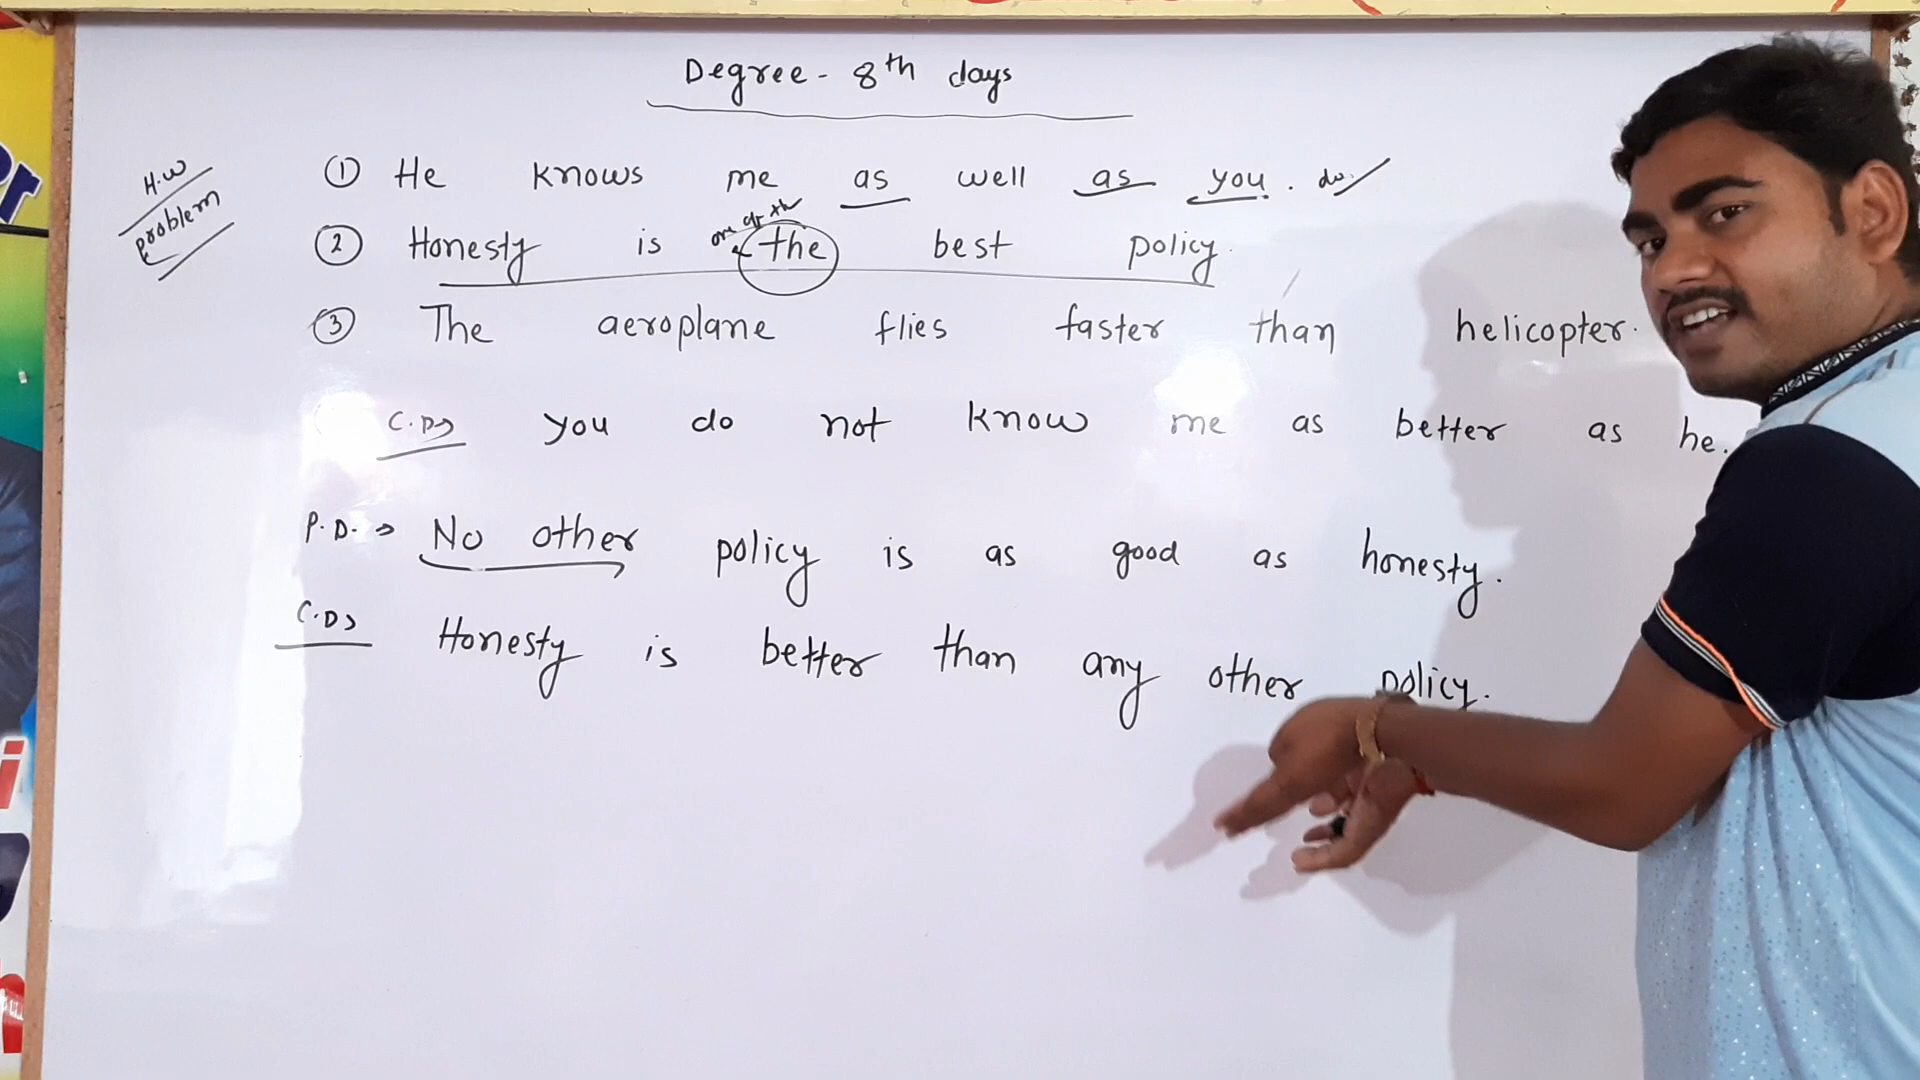 Degree - 8th days
H.W
problem
① He knows me as well as you. do.
one of the
② Honesty is the best policy.
③ The aeroplane flies faster than helicopter.
C.D→ you do not know me as better as he.
P.D.→ No other policy is as good as honesty.
C.D→ Honesty is better than any other policy.